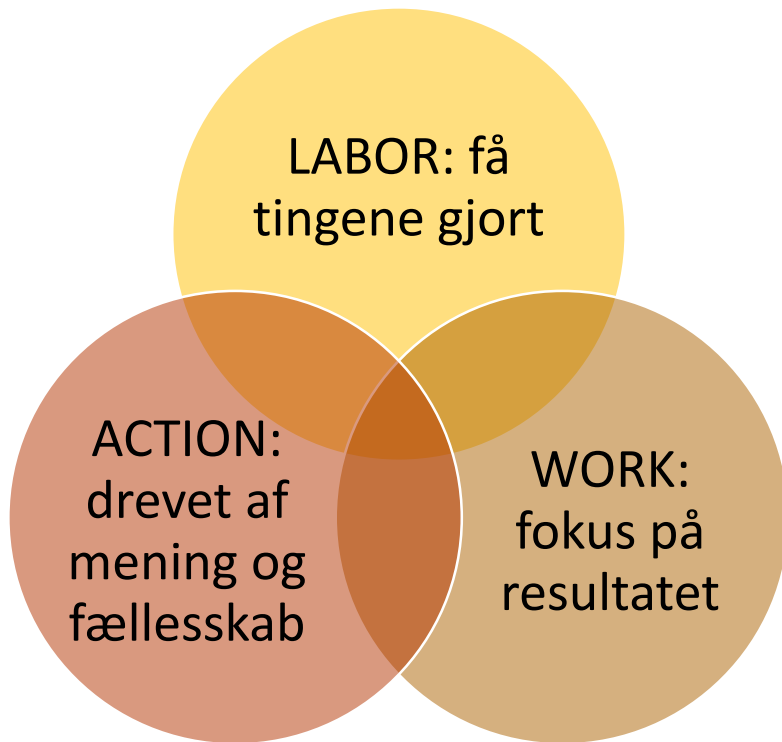 LABOR: få
tingene gjort
ACTION:
drevet af
mening og
fællesskab
WORK:
fokus på
resultatet